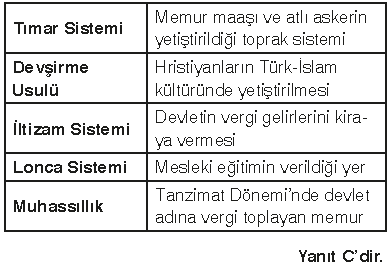 Tımar Sistemi
Memur maaşı ve atlı askerin
yetiştirildiği toprak sistemi
Devşirme
Usulü
Hristiyanların Türk-İslam
kültüründe yetiştirilmesi
İltizam Sistemi
Devletin vergi gelirlerini kira-
ya vermesi
Lonca Sistemi
Mesleki eğitimin verildiği yer
Muhassıllık
Tanzimat Dönemi’nde devlet
adına vergi toplayan memur
Yanıt C’dir.